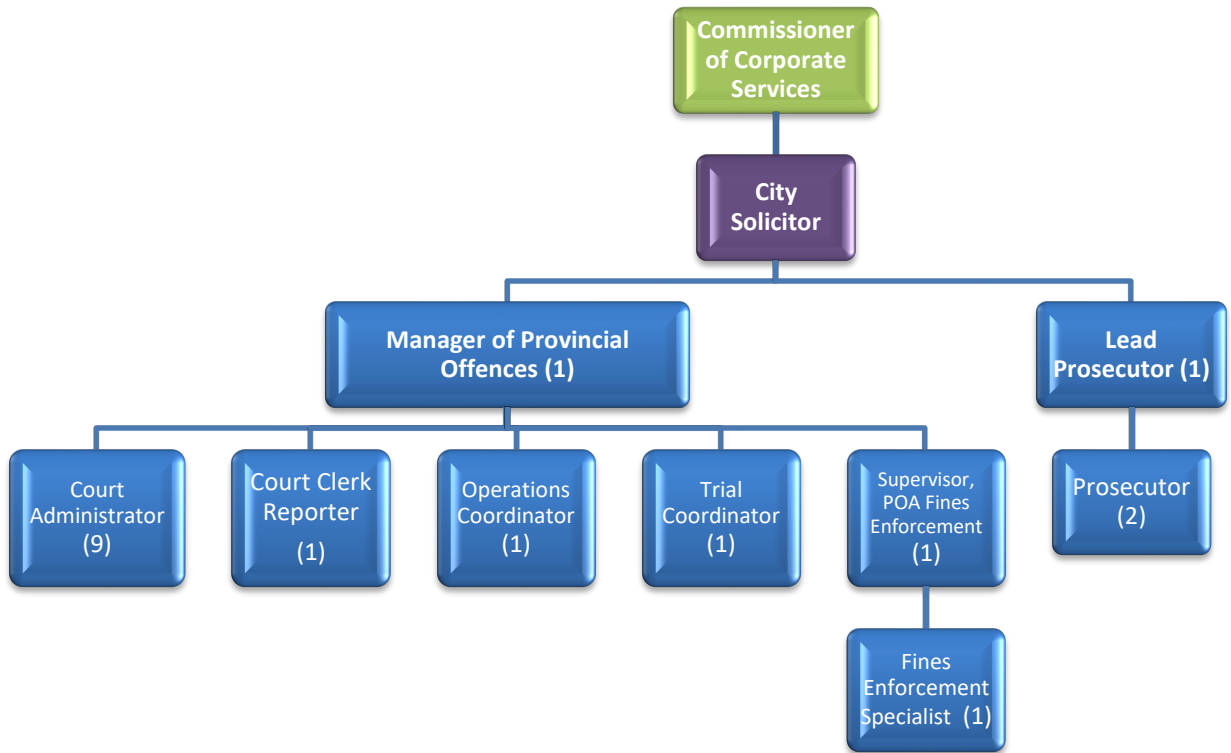 Commissioner
of Corporate
Services
City
Solicitor
Manager of Provincial
Offences (1)
Lead
Prosecutor (1)
Court
Administrator
(9)
Court Clerk
Reporter
(1)
Operations
Coordinator
(1)
Trial
Coordinator
(1)
Supervisor,
POA Fines
Enforcement
(1)
Prosecutor
(2)
Fines
Enforcement
Specialist (1)